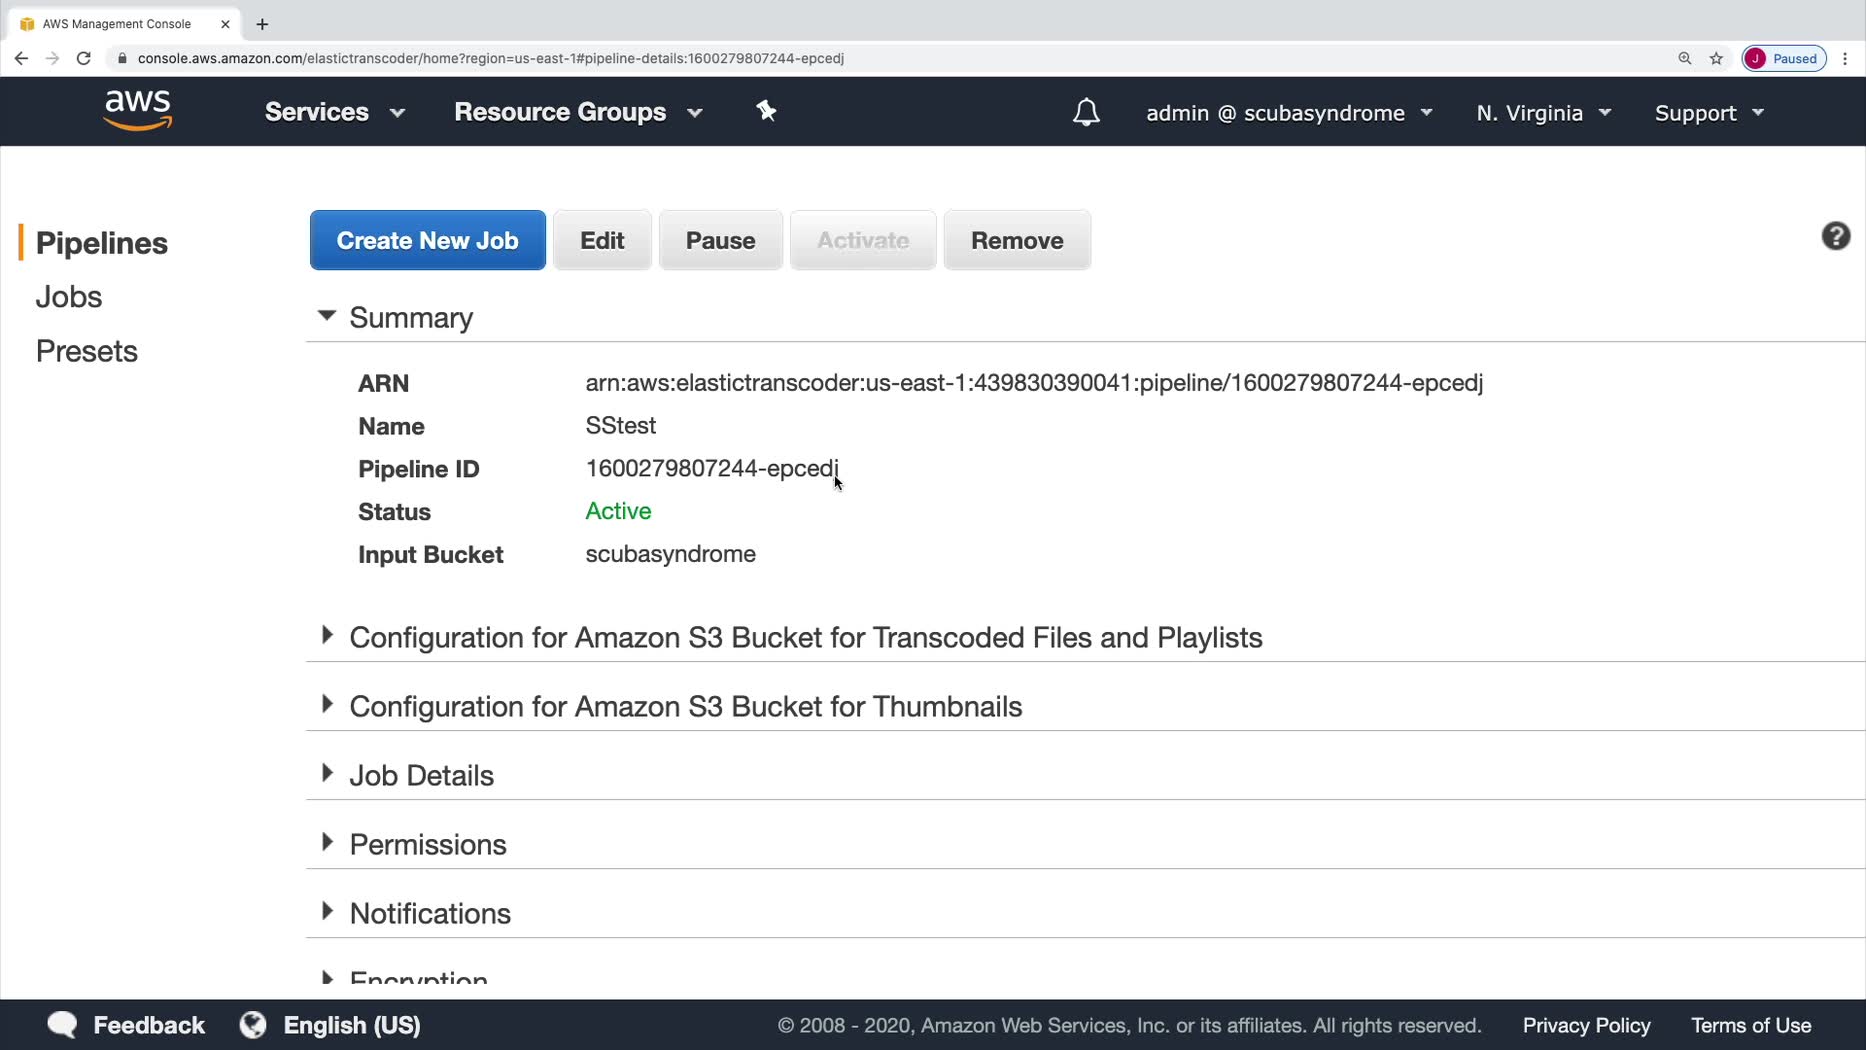 AWS Management Console
console.aws.amazon.com/elastictranscoder/home?region=us-east-1#pipeline-details:1600279807244-epcedj
J Paused
aws Services Resource Groups admin @ scubasyndrome N. Virginia Support
Pipelines
Jobs
Presets
Create New Job Edit Pause Activate Remove
?
Summary
ARN arn:aws:elastictranscoder:us-east-1:439830390041:pipeline/1600279807244-epcedj
Name SStest
Pipeline ID 1600279807244-epcedj
Status Active
Input Bucket scubasyndrome
Configuration for Amazon S3 Bucket for Transcoded Files and Playlists
Configuration for Amazon S3 Bucket for Thumbnails
Job Details
Permissions
Notifications
Encryption
Feedback English (US) © 2008 - 2020, Amazon Web Services, Inc. or its affiliates. All rights reserved. Privacy Policy Terms of Use